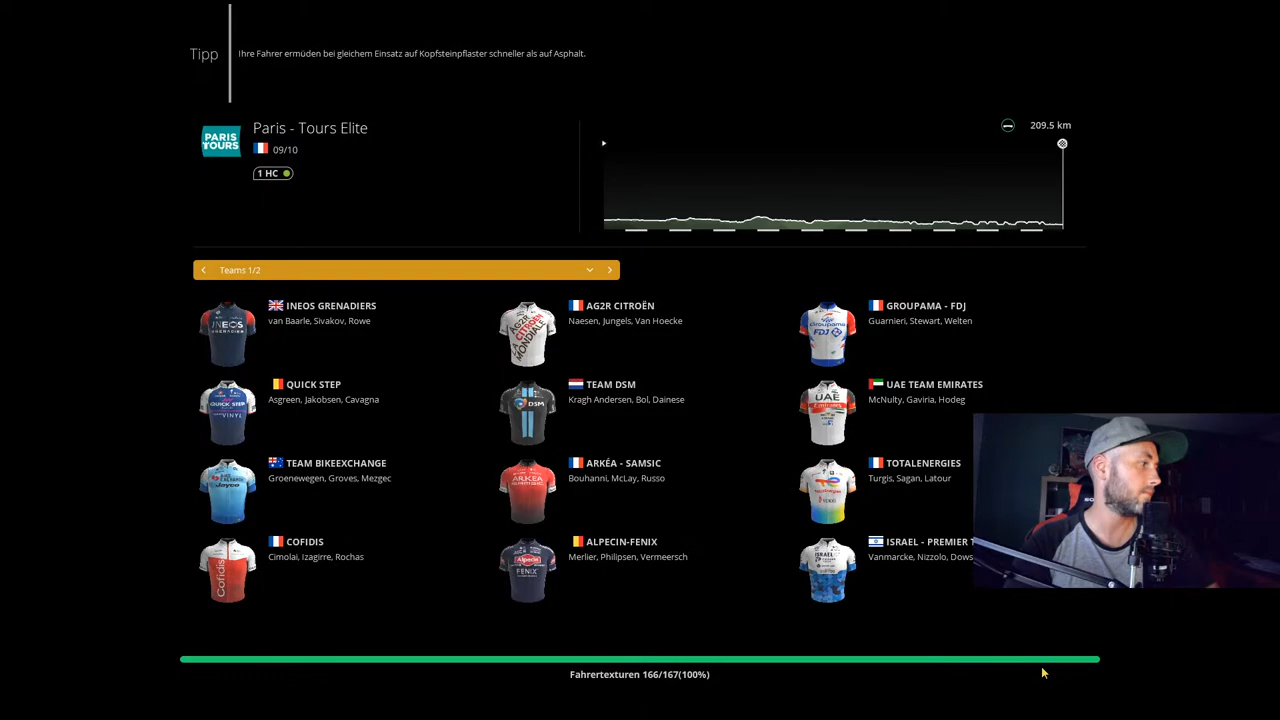 Tipp
Ihre Fahrer ermüden bei gleichem Einsatz auf Kopfsteinpflaster schneller als auf Asphalt.
PARIS
TOURS
Paris - Tours Elite
09/10
1 HC
209.5 km
Teams 1/2
INEOS GRENADIERS
van Baarle, Sivakov, Rowe
AG2R CITROËN
Naesen, Jungels, Van Hoecke
GROUPAMA - FDJ
Guarnieri, Stewart, Welten
QUICK STEP
Asgreen, Jakobsen, Cavagna
TEAM DSM
Kragh Andersen, Bol, Dainese
UAE TEAM EMIRATES
McNulty, Gaviria, Hodeg
TEAM BIKEEXCHANGE
Groenewegen, Groves, Mezgec
ARKÉA - SAMSIC
Bouhanni, McLay, Russo
TOTALENERGIES
Turgis, Sagan, Latour
COFIDIS
Cimolai, Izagirre, Rochas
ALPECIN-FENIX
Merlier, Philipsen, Vermeersch
ISRAEL - PREMIER T
Vanmarcke, Nizzolo, Dows
Fahrertexturen 166/167(100%)